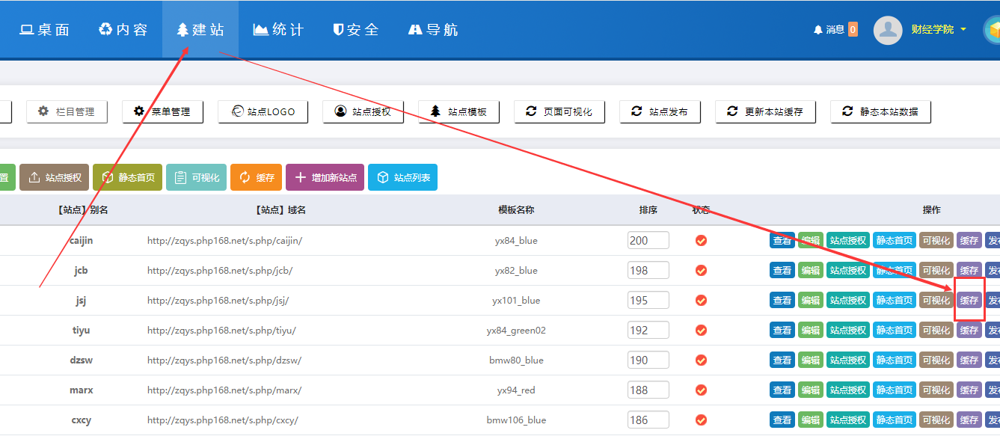 桌面 内容 建站 统计 安全 导航 消息 0 财经学院
栏目管理 菜单管理 站点LOGO 站点授权 站点模板 页面可视化 站点发布 更新本站缓存 静态本站数据
置 站点授权 静态首页 可视化 缓存 增加新站点 站点列表
【站点】别名 【站点】域名 模板名称 排序 状态 操作
caijin http://zqys.php168.net/s.php/caijin/ yx84_blue 200 查看 编辑 站点授权 静态首页 可视化 缓存 发布
jcb http://zqys.php168.net/s.php/jcb/ yx82_blue 198 查看 编辑 站点授权 静态首页 可视化 缓存 发布
jsj http://zqys.php168.net/s.php/jsj/ yx101_blue 195 查看 编辑 站点授权 静态首页 可视化 缓存 发布
tiyu http://zqys.php168.net/s.php/tiyu/ yx84_green02 192 查看 编辑 站点授权 静态首页 可视化 缓存 发布
dzsw http://zqys.php168.net/s.php/dzsw/ bmw80_blue 190 查看 编辑 站点授权 静态首页 可视化 缓存 发布
marx http://zqys.php168.net/s.php/marx/ yx94_red 188 查看 编辑 站点授权 静态首页 可视化 缓存 发布
cxcy http://zqys.php168.net/s.php/cxcy/ bmw106_blue 186 查看 编辑 站点授权 静态首页 可视化 缓存 发布